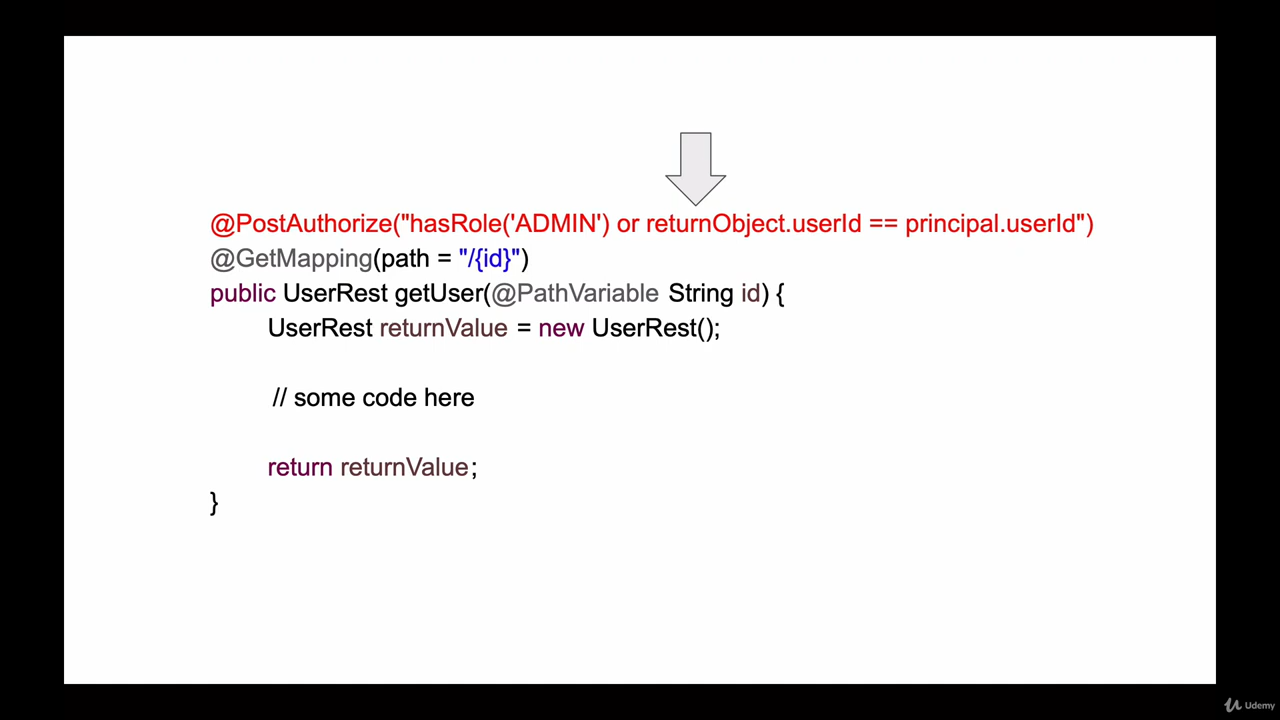 @PostAuthorize("hasRole('ADMIN') or returnObject.userId == principal.userId")
@GetMapping(path = "/{id}")
public UserRest getUser(@PathVariable String id) {
UserRest returnValue = new UserRest();
// some code here
return returnValue;
}
Udemy